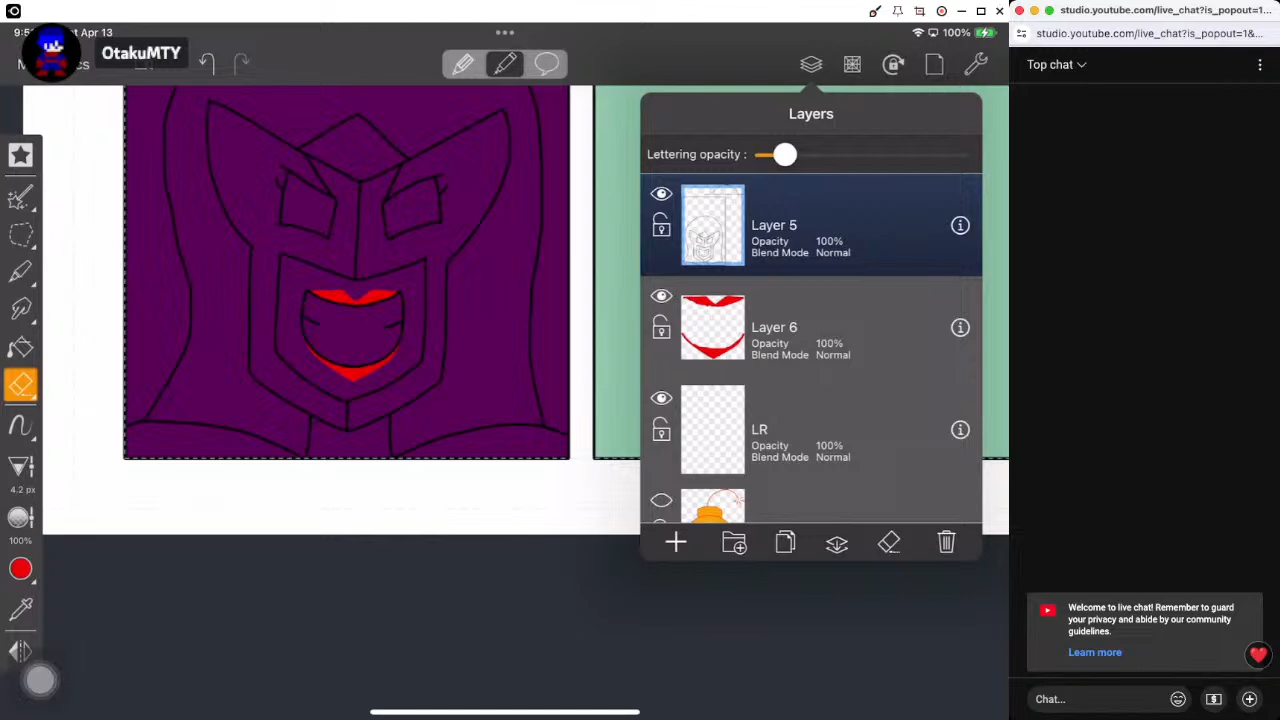 studio.youtube.com/live_chat?is_popout=1...
studio.youtube.com/live_chat?is_popout=1&...
Apr 13
100%
OtakuMTY
Top chat
Layers
Lettering opacity :
Layer 5
Opacity 100%
Blend Mode Normal
Layer 6
Opacity 100%
Blend Mode Normal
LR
Opacity 100%
Blend Mode Normal
4.2 px
100%
Welcome to live chat! Remember to guard
your privacy and abide by our community
guidelines.
Learn more
Chat...